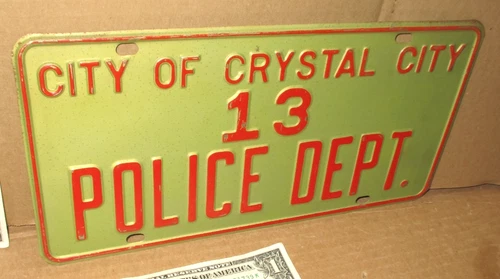 CITY OF CRYSTAL CITY
13
POLICE DEPT.